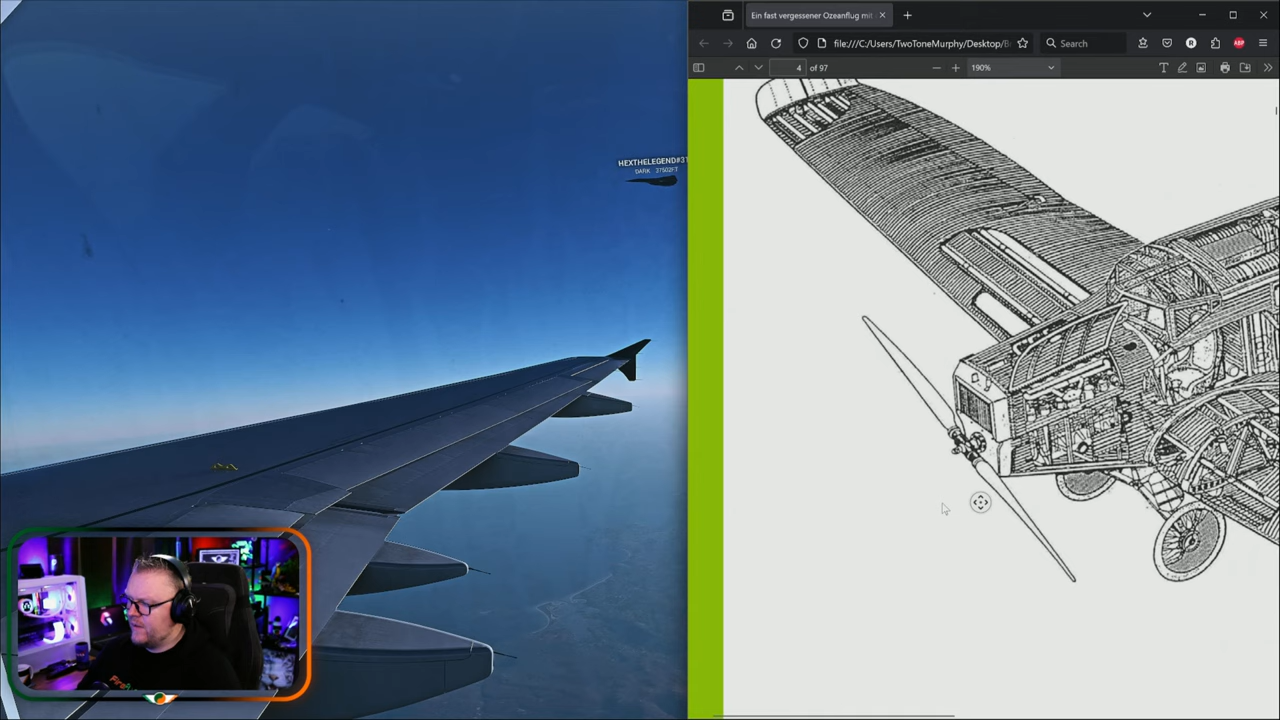 HEXTHELEGEND#31
DARK 37502FT
Ein fast vergessener Ozeanflug mit
file:///C:/Users/TwoToneMurphy/Desktop/B
Search
4 of 97
190%